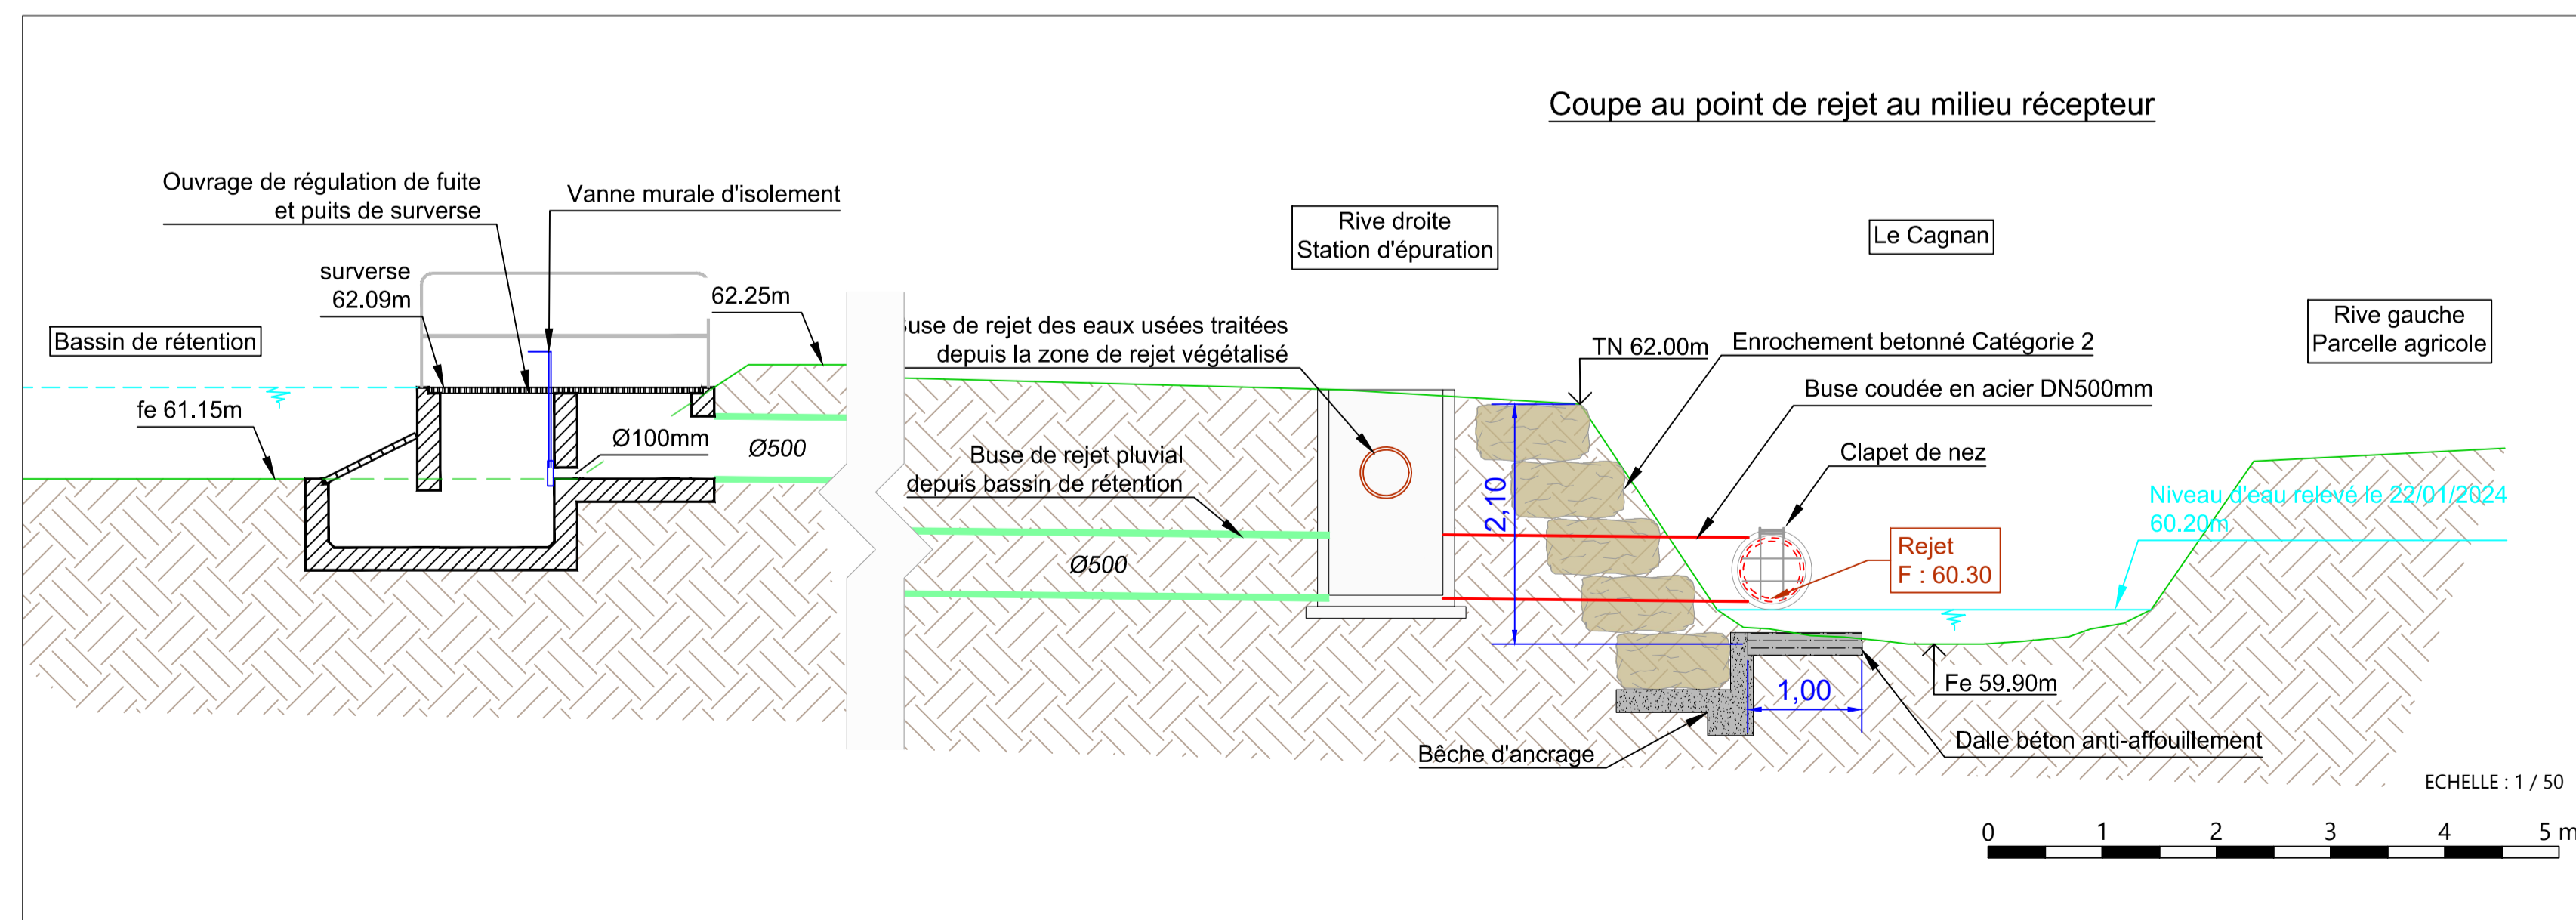 Coupe au point de rejet au milieu récepteur
Ouvrage de régulation de fuite
et puits de surverse
Vanne murale d'isolement
surverse
62.09m
62.25m
Bassin de rétention
fe 61.15m
Ø100mm
Ø500
Rive droite
Station d'épuration
Le Cagnan
Rive gauche
Parcelle agricole
Buse de rejet des eaux usées traitées
depuis la zone de rejet végétalisé
TN 62.00m
Enrochement betonné Catégorie 2
Buse coudée en acier DN500mm
Clapet de nez
Buse de rejet pluvial
depuis bassin de rétention
2,10
Niveau d'eau relevé le 22/01/2024
60.20m
Rejet
F : 60.30
Ø500
1,00
Fe 59.90m
Bêche d'ancrage
Dalle béton anti-affouillement
ECHELLE : 1 / 50
0 1 2 3 4 5 m